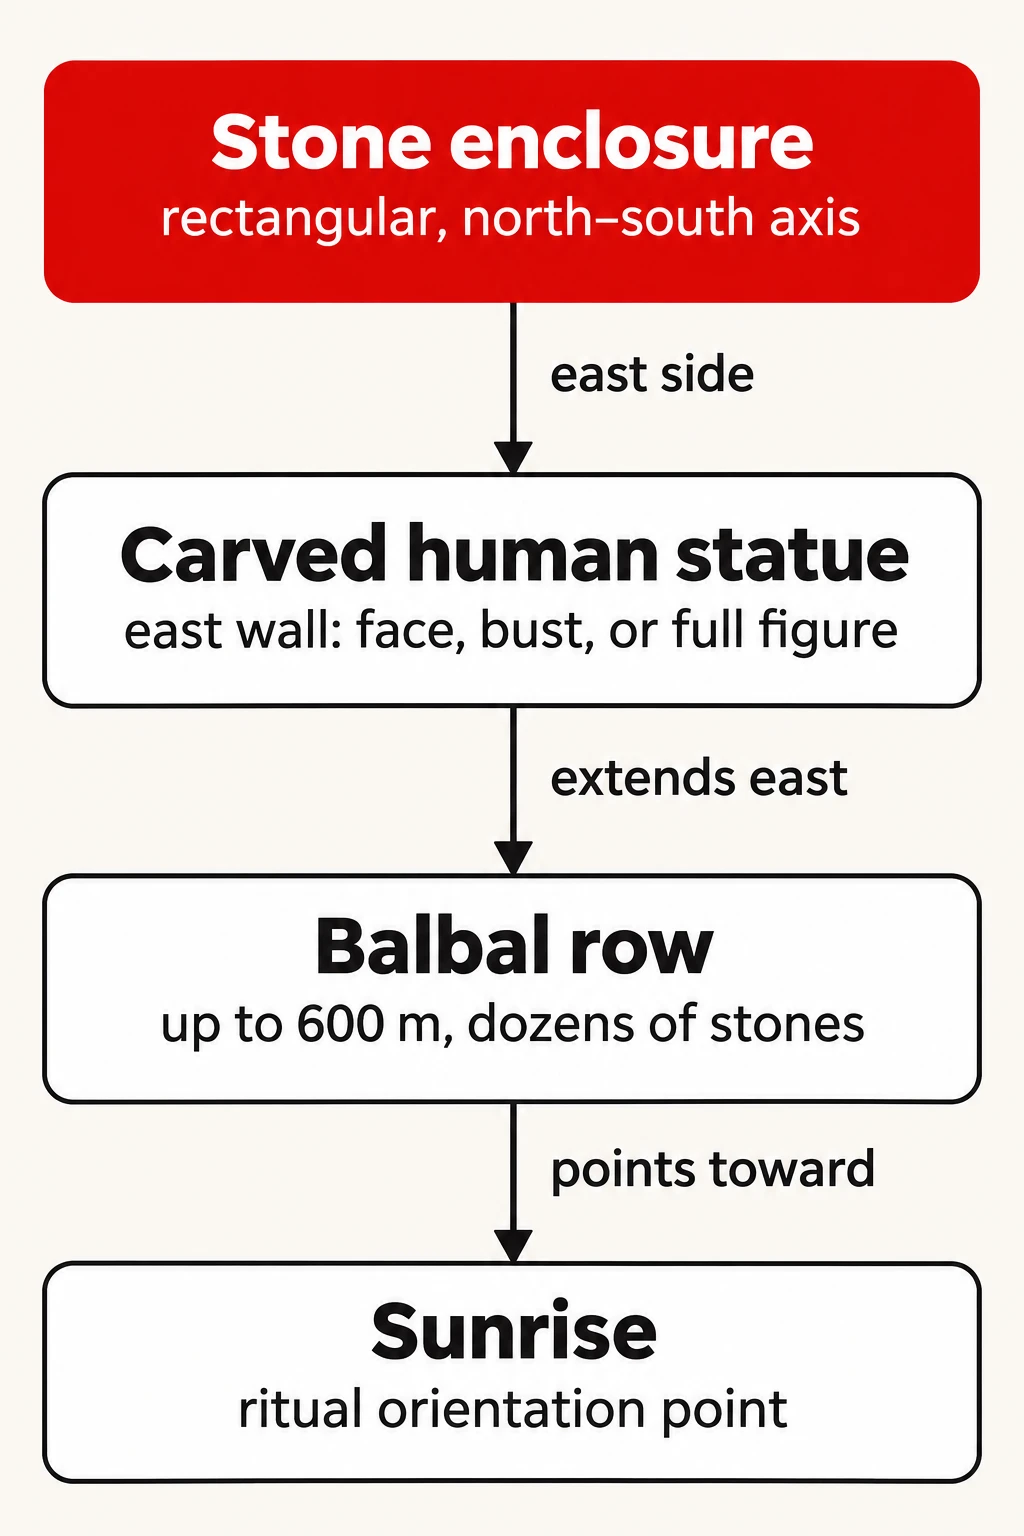 Stone enclosure
rectangular, north–south axis
east side
Carved human statue
east wall: face, bust, or full figure
extends east
Balbal row
up to 600 m, dozens of stones
points toward
Sunrise
ritual orientation point